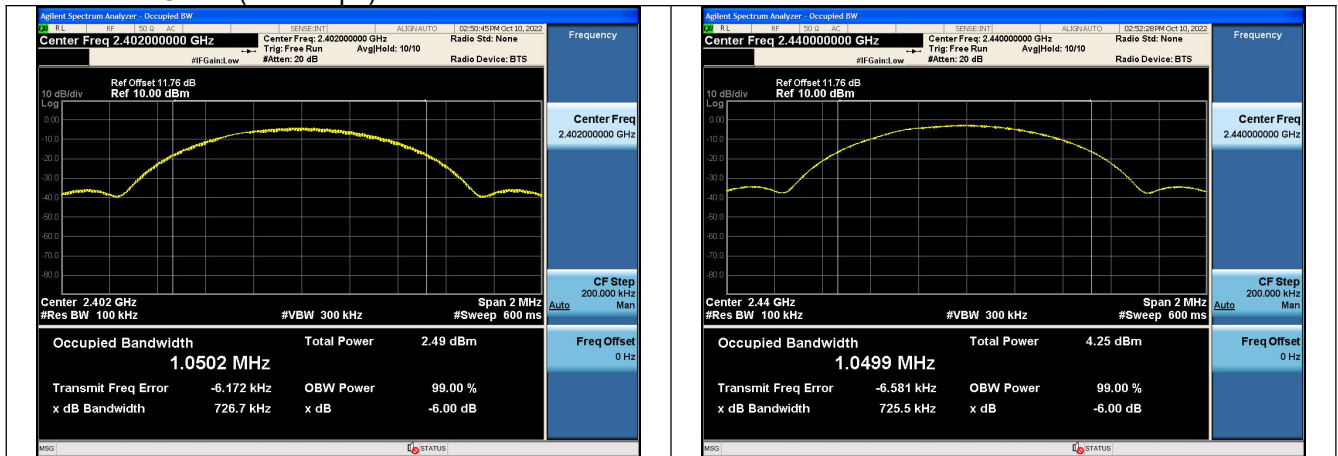 Agilent Spectrum Analyzer - Occupied BW
RL RF 50 Ω AC SENSE:INT ALIGN AUTO 02:50:45PM Oct 10, 2022
Center Freq 2.402000000 GHz Center Freq: 2.402000000 GHz Radio Std: None Frequency
Trig: Free Run Avg|Hold: 10/10
#IFGain:Low #Atten: 20 dB Radio Device: BTS
Ref Offset 11.76 dB
10 dB/div Ref 10.00 dBm
Log
0.00
-10.0
-20.0
-30.0
-40.0
-50.0
-60.0
-70.0
-80.0
Center Freq
2.402000000 GHz
CF Step
200.000 kHz
Auto Man
Center 2.402 GHz Span 2 MHz
#Res BW 100 kHz #VBW 300 kHz #Sweep 600 ms
Occupied Bandwidth Total Power 2.49 dBm
1.0502 MHz
Transmit Freq Error -6.172 kHz OBW Power 99.00 %
x dB Bandwidth 726.7 kHz x dB -6.00 dB
Freq Offset
0 Hz
MSG STATUS
Agilent Spectrum Analyzer - Occupied BW
RL RF 50 Ω AC SENSE:INT ALIGN AUTO 02:52:28PM Oct 10, 2022
Center Freq 2.440000000 GHz Center Freq: 2.440000000 GHz Radio Std: None Frequency
Trig: Free Run Avg|Hold: 10/10
#IFGain:Low #Atten: 20 dB Radio Device: BTS
Ref Offset 11.76 dB
10 dB/div Ref 10.00 dBm
Log
0.00
-10.0
-20.0
-30.0
-40.0
-50.0
-60.0
-70.0
-80.0
Center Freq
2.440000000 GHz
CF Step
200.000 kHz
Auto Man
Center 2.44 GHz Span 2 MHz
#Res BW 100 kHz #VBW 300 kHz #Sweep 600 ms
Occupied Bandwidth Total Power 4.25 dBm
1.0499 MHz
Transmit Freq Error -6.581 kHz OBW Power 99.00 %
x dB Bandwidth 725.5 kHz x dB -6.00 dB
Freq Offset
0 Hz
MSG STATUS